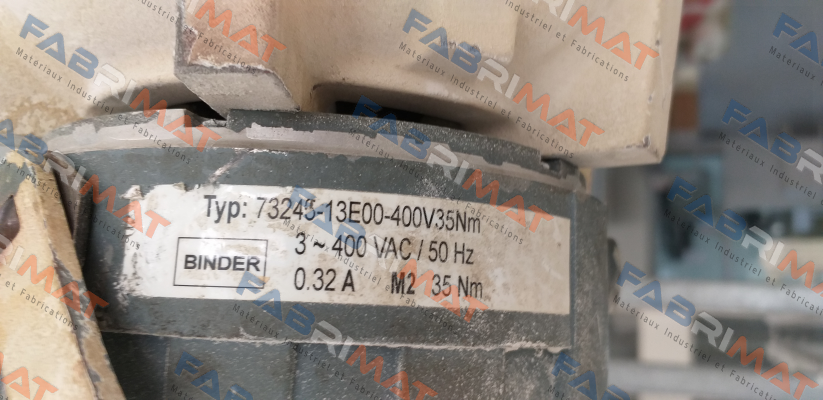 FABRIMAT
Materiaux Industriel et Fabrications
Typ: 73248-13E00-400V35Nm
BINDER
3 ~ 400 VAC / 50 Hz
0.32 A M2 35 Nm